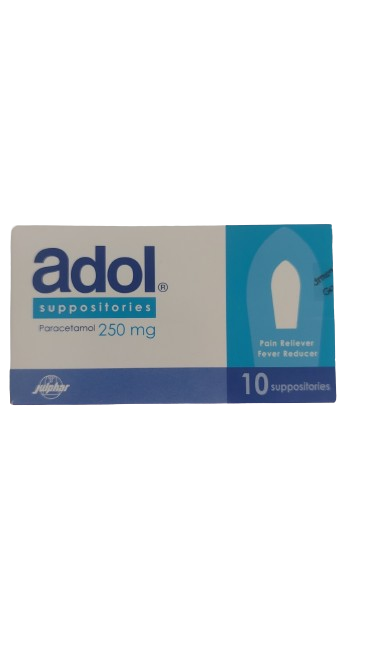 adol®
suppositories
Paracetamol 250 mg
Pain Reliever
Fever Reducer
julphar
10 suppositories